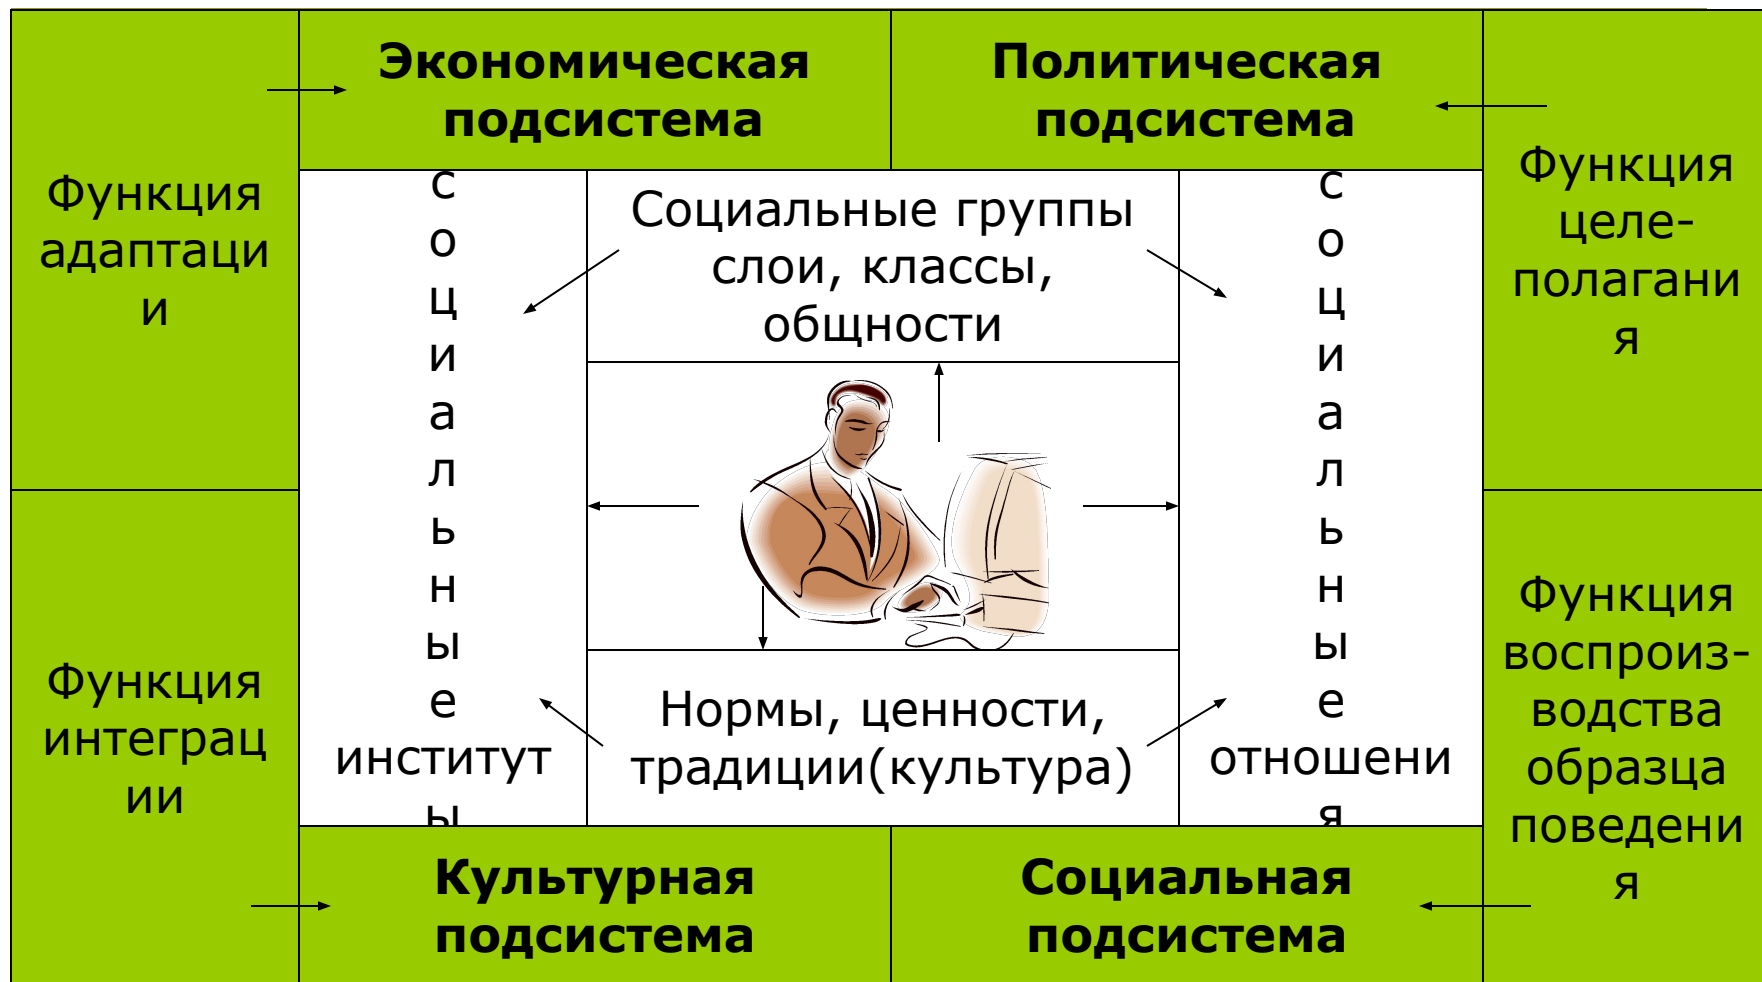 Экономическая
подсистема
Политическая
подсистема
Функция
адаптаци
и
Функция
целе-
полагани
я
с
о
ц
и
а
л
ь
н
ы
е
институт
ы
Социальные группы
слои, классы,
общности
с
о
ц
и
а
л
ь
н
ы
е
отношени
я
Нормы, ценности,
традиции(культура)
Функция
интеграц
ии
Функция
воспроиз-
водства
образца
поведени
я
Культурная
подсистема
Социальная
подсистема